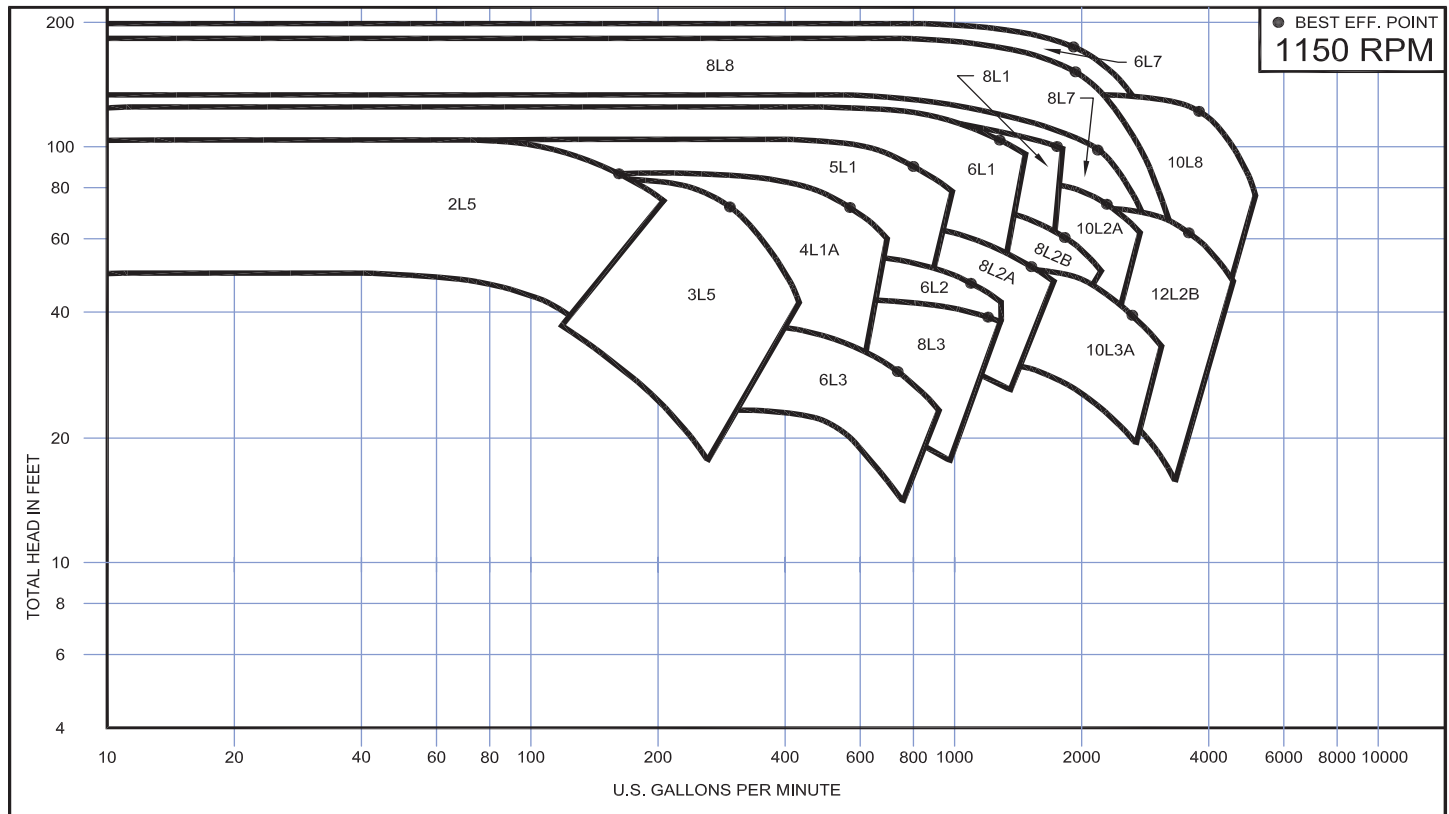 200
BEST EFF. POINT
1150 RPM
6L7
8L8
8L1
8L7
100
5L1
6L1
10L8
80
2L5
10L2A
60
4L1A
8L2B
8L2A
6L2
3L5
12L2B
40
8L3
10L3A
6L3
20
10
8
6
4
TOTAL HEAD IN FEET
10 20 40 60 80 100 200 400 600 800 1000 2000 4000 6000 8000 10000
U.S. GALLONS PER MINUTE